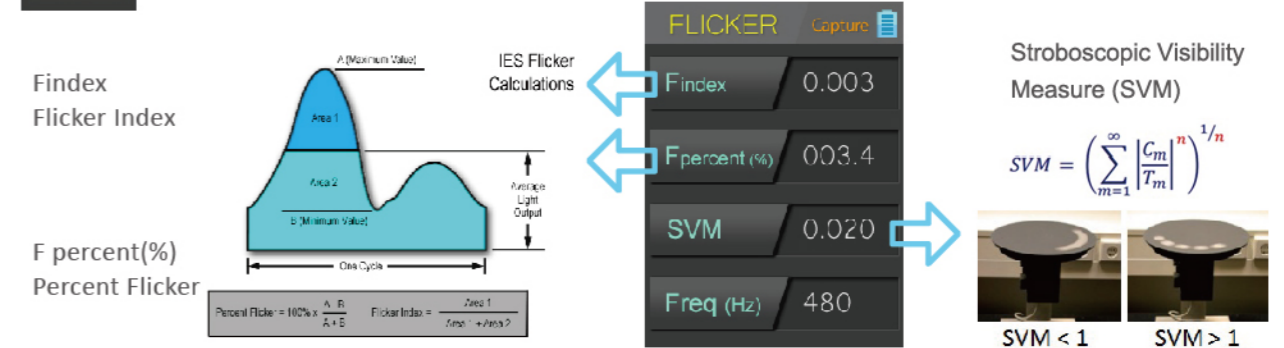 Findex
Flicker Index
F percent(%)
Percent Flicker
A (Maximum Value)
IES Flicker
Calculations
Area 1
Area 2
B (Minimum Value)
Average
Light
Output
One Cycle
Percent Flicker = 100% x A - B / A + B
Flicker Index = Area 1 / Area 1 + Area 2
FLICKER Capture
Findex 0.003
Fpercent (%) 003.4
SVM 0.020
Freq (Hz) 480
Stroboscopic Visibility
Measure (SVM)
SVM = ( ∑ m=1 ∞ | Cm / Tm | n ) 1/n
SVM < 1
SVM > 1